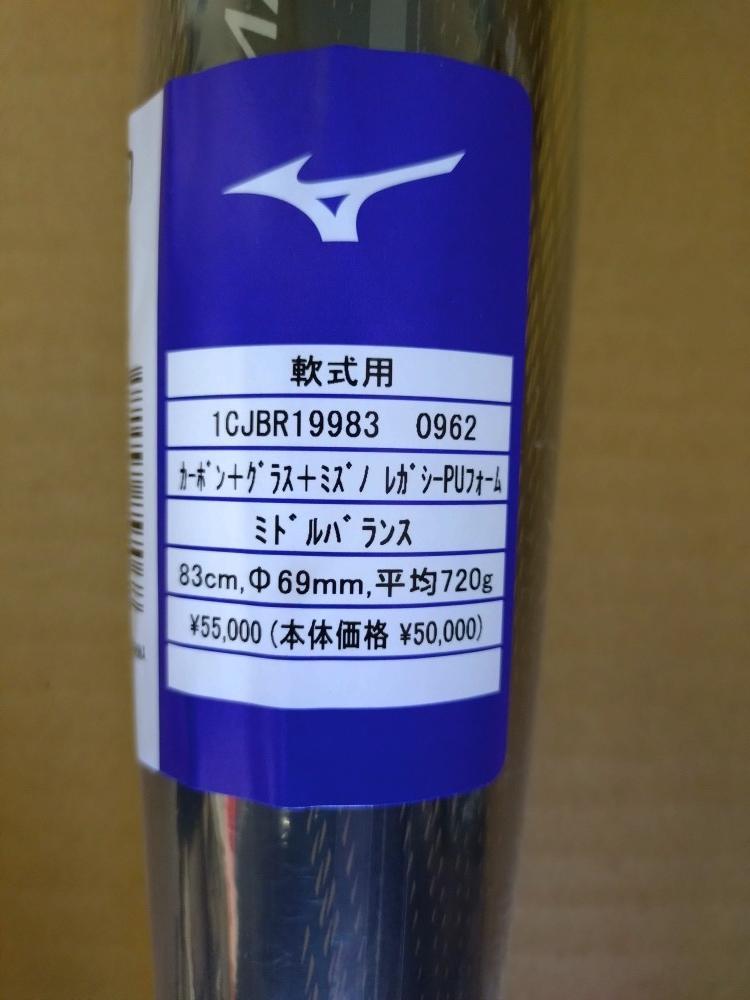 軟式用
1CJBR19983 0962
ｶｰﾎﾞﾝ+ｸﾞﾗｽ+ﾐｽﾞﾉ ﾚｶﾞｼｰPUﾌｫｰﾑ
ﾐﾄﾞﾙﾊﾞﾗﾝｽ
83cm,Φ69mm,平均720g
¥55,000(本体価格 ¥50,000)